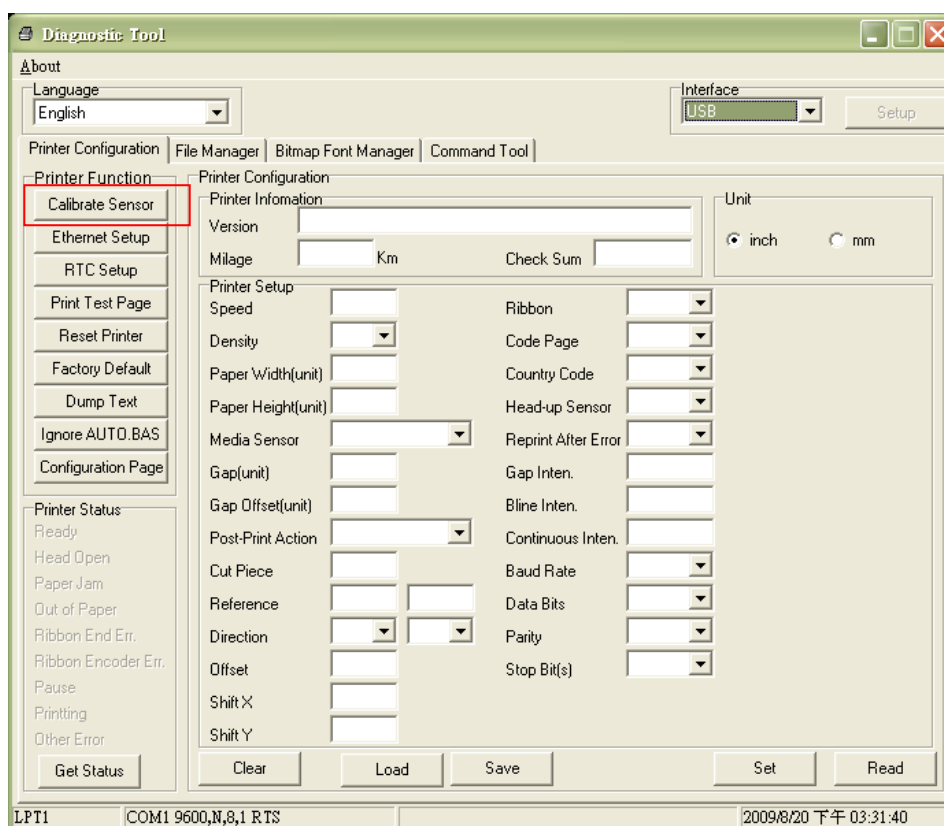 Diagnostic Tool
About
Language
English
Interface
USB
Setup
Printer Configuration
File Manager
Bitmap Font Manager
Command Tool
Printer Function
Calibrate Sensor
Ethernet Setup
RTC Setup
Print Test Page
Reset Printer
Factory Default
Dump Text
Ignore AUTO.BAS
Configuration Page
Printer Status
Ready
Head Open
Paper Jam
Out of Paper
Ribbon End Err.
Ribbon Encoder Err.
Pause
Printting
Other Error
Get Status
Printer Configuration
Printer Infomation
Version
Milage
Km
Check Sum
Unit
inch
mm
Printer Setup
Speed
Density
Paper Width(unit)
Paper Height(unit)
Media Sensor
Gap(unit)
Gap Offset(unit)
Post-Print Action
Cut Piece
Reference
Direction
Offset
Shift X
Shift Y
Ribbon
Code Page
Country Code
Head-up Sensor
Reprint After Error
Gap Inten.
Bline Inten.
Continuous Inten.
Baud Rate
Data Bits
Parity
Stop Bit(s)
Clear
Load
Save
Set
Read
LPT1
COM1 9600,N,8,1 RTS
2009/8/20 下午 03:31:40